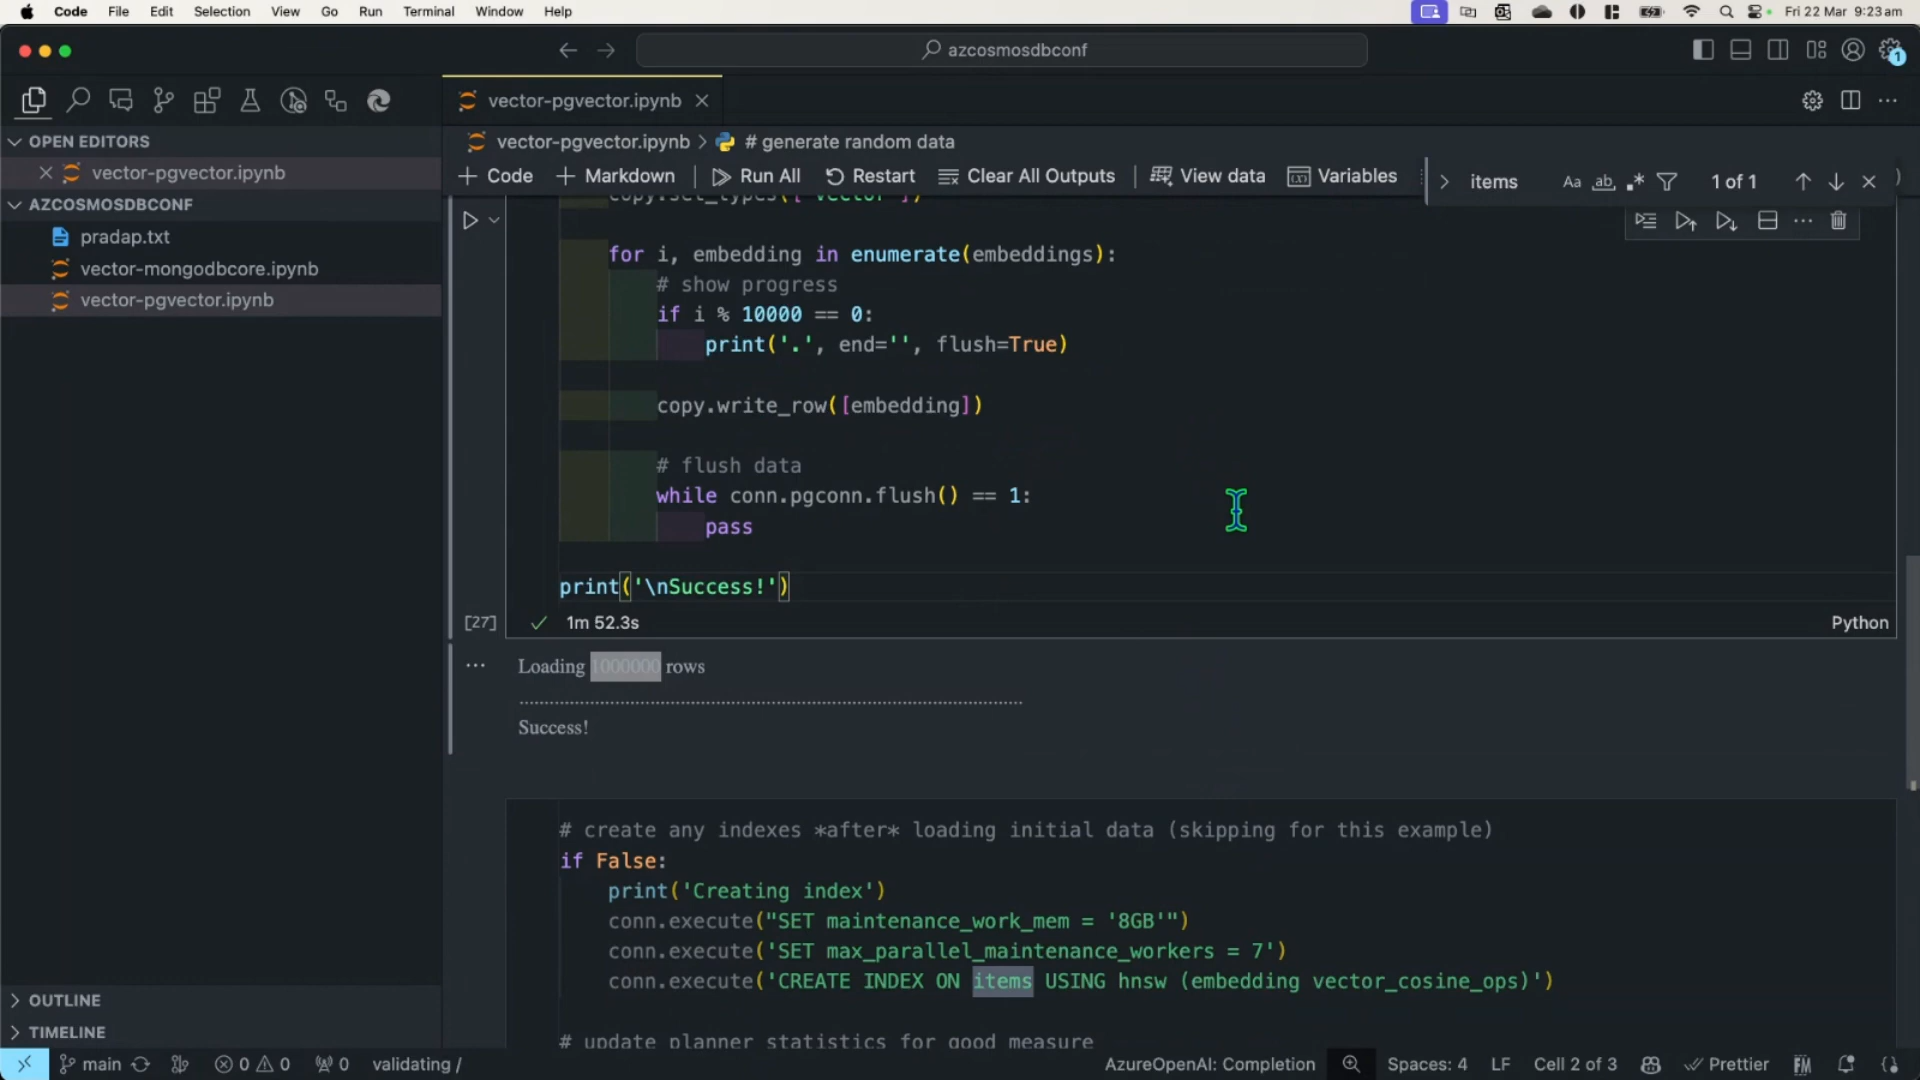 Code File Edit Selection View Go Run Terminal Window Help Fri 22 Mar 9:23 am
azcosmosdbconf 1
vector-pgvector.ipynb
OPEN EDITORS
vector-pgvector.ipynb
AZCOSMOSDBCONF
pradap.txt
vector-mongodbcore.ipynb
vector-pgvector.ipynb
OUTLINE
TIMELINE
vector-pgvector.ipynb > # generate random data
+ Code + Markdown Run All Restart Clear All Outputs View data Variables
items Aa ab 1 of 1
copy.set_types(['vector'])
for i, embedding in enumerate(embeddings):
# show progress
if i % 10000 == 0:
print('.', end='', flush=True)
copy.write_row([embedding])
# flush data
while conn.pgconn.flush() == 1:
pass
print('\nSuccess!')
[27] 1m 52.3s Python
Loading 1000000 rows
....................................................................................................
Success!
# create any indexes *after* loading initial data (skipping for this example)
if False:
print('Creating index')
conn.execute("SET maintenance_work_mem = '8GB'")
conn.execute('SET max_parallel_maintenance_workers = 7')
conn.execute('CREATE INDEX ON items USING hnsw (embedding vector_cosine_ops)')
# update planner statistics for good measure
main 0 0 0 validating / AzureOpenAI: Completion Spaces: 4 LF Cell 2 of 3 Prettier FM